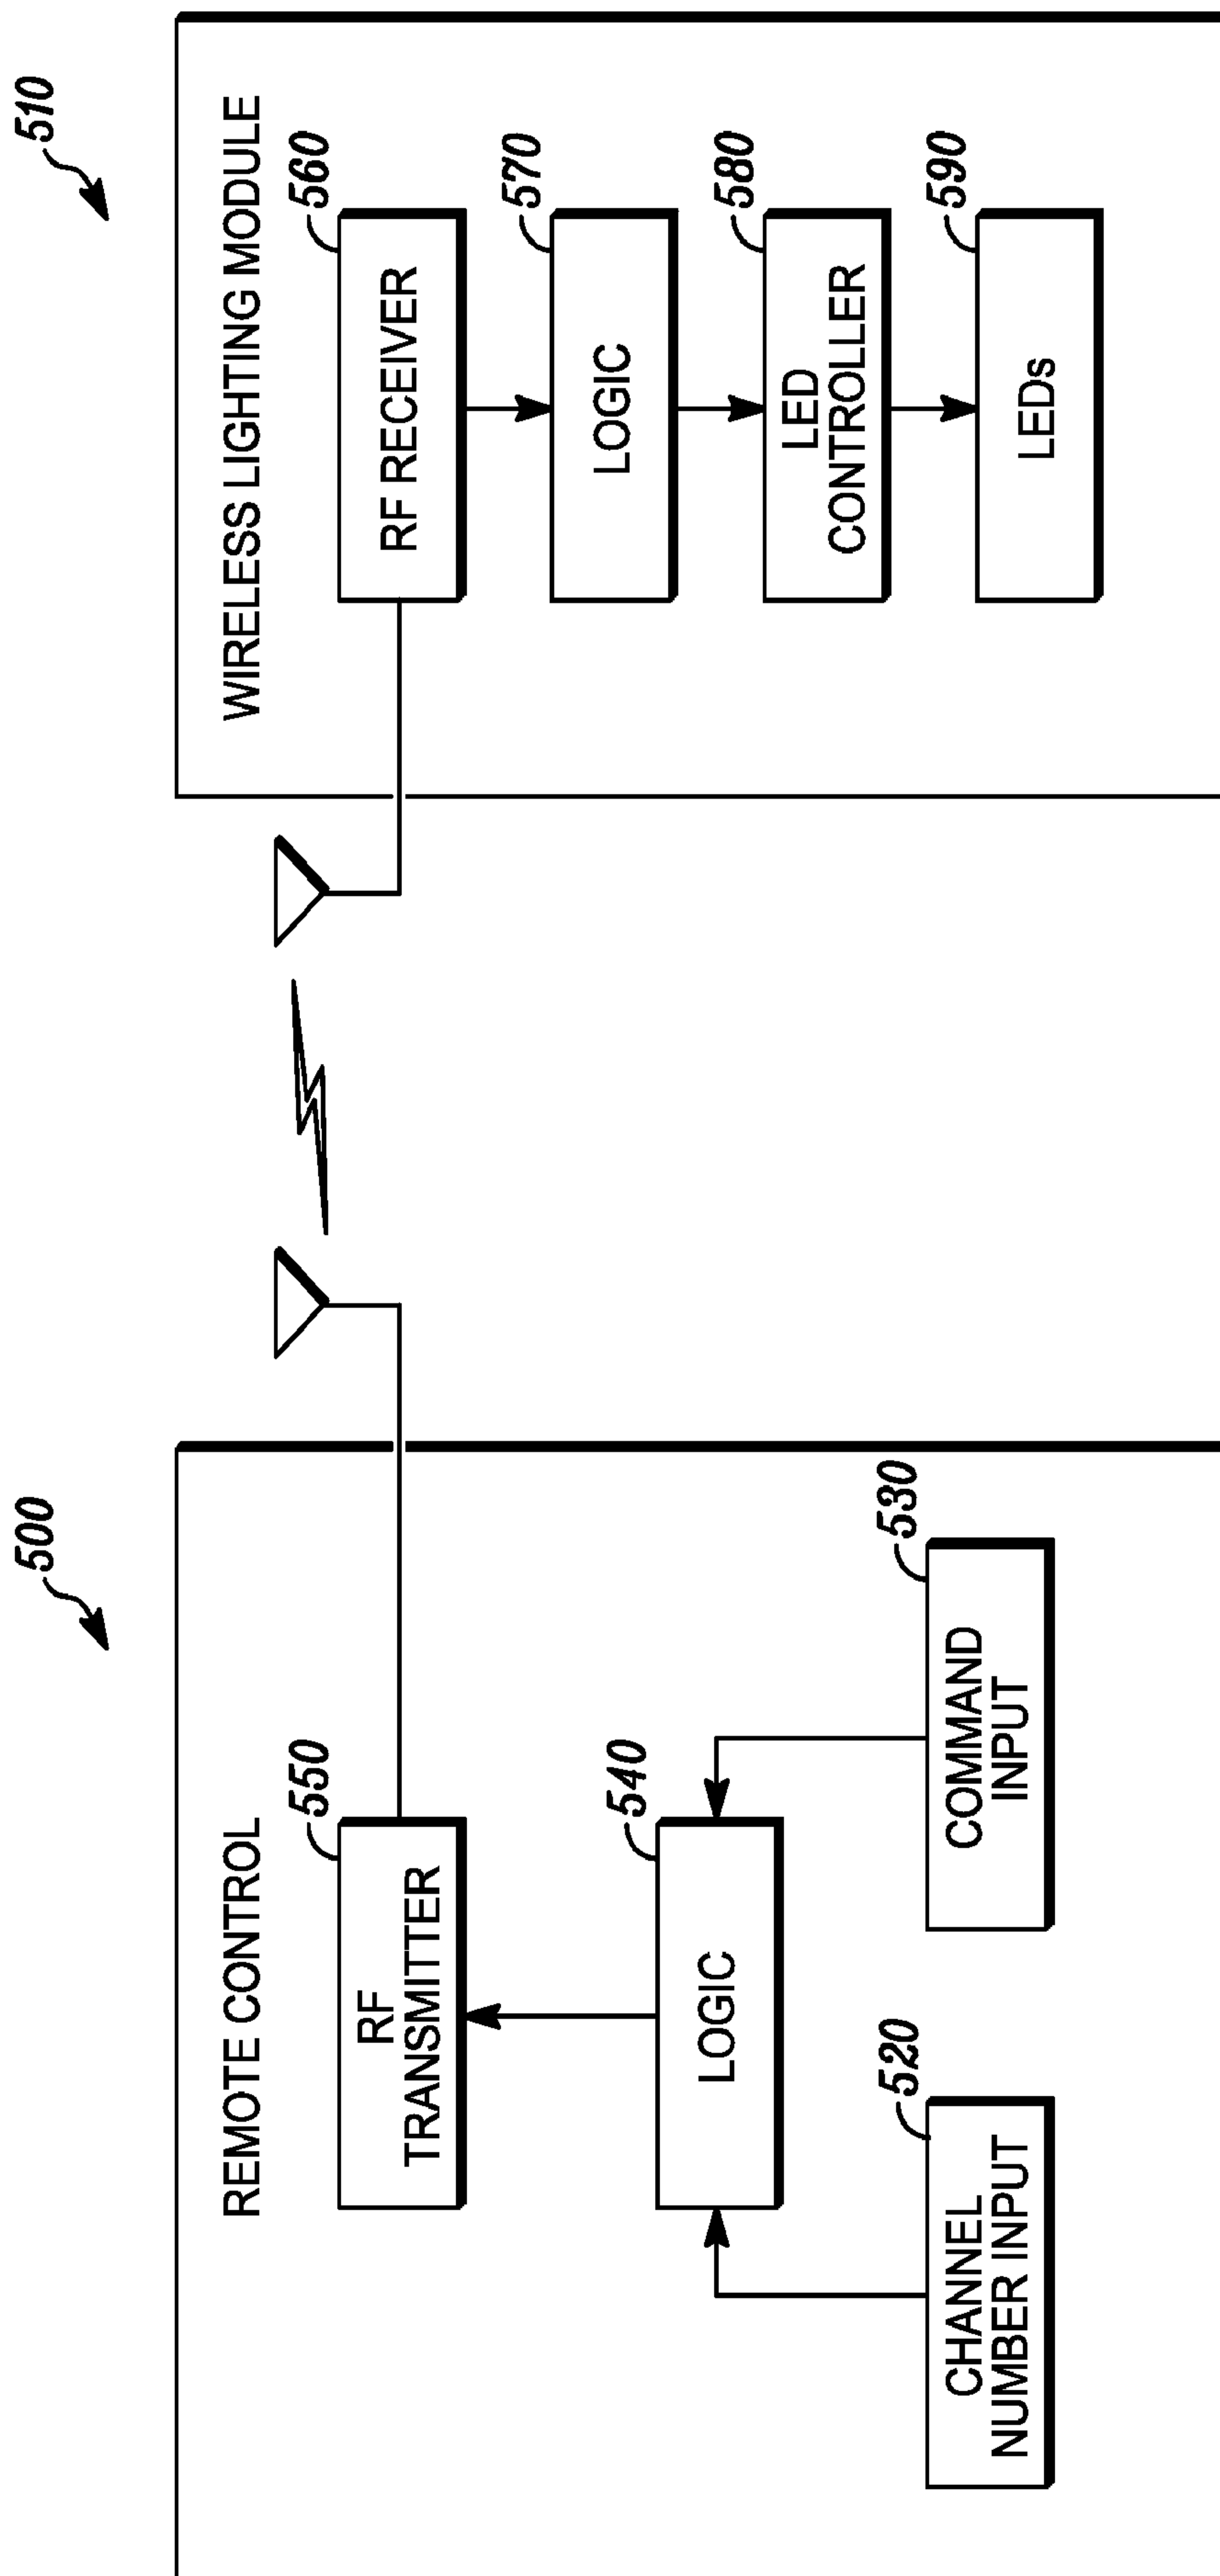 500
REMOTE CONTROL
550
RF
TRANSMITTER
540
LOGIC
520
CHANNEL
NUMBER INPUT
530
COMMAND
INPUT
510
WIRELESS LIGHTING MODULE
560
RF RECEIVER
570
LOGIC
580
LED
CONTROLLER
590
LEDs